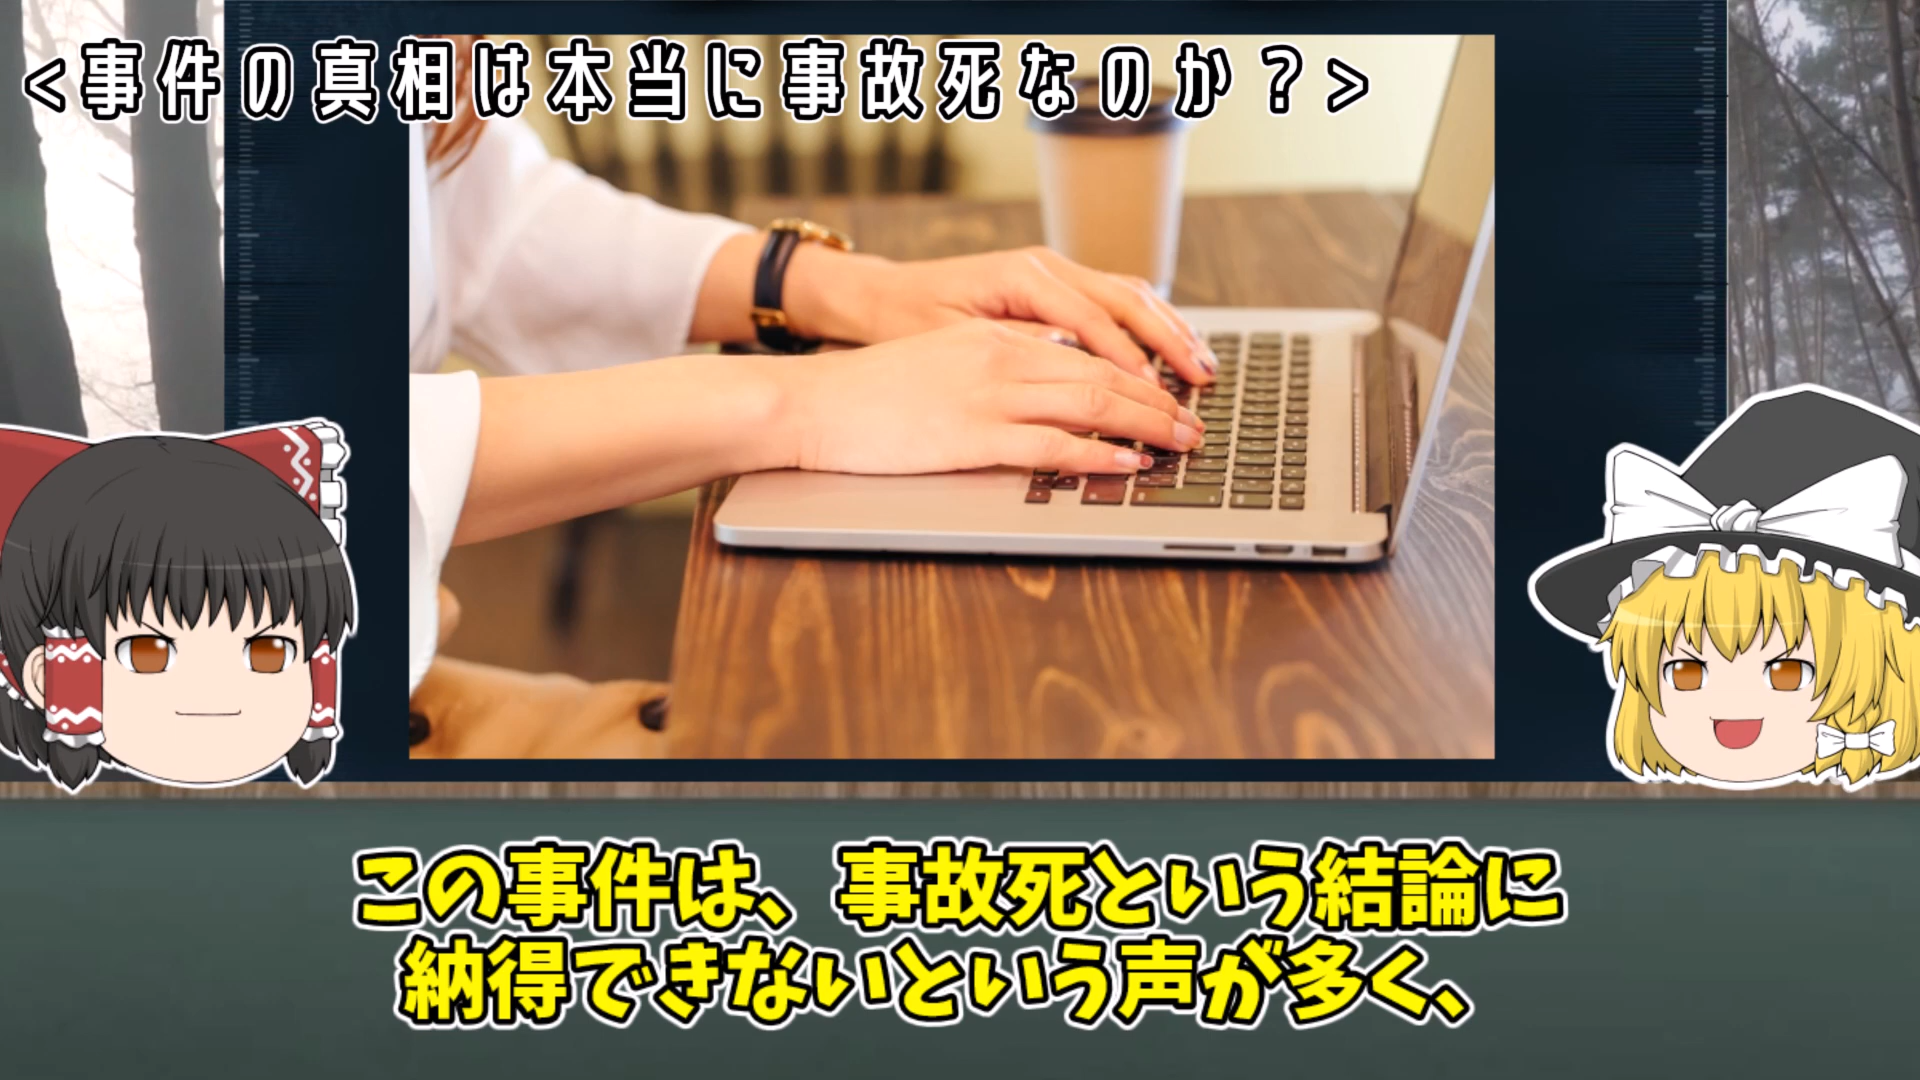 <事件の真相は本当に事故死なのか？>
この事件は、事故死という結論に
納得できないという声が多く、